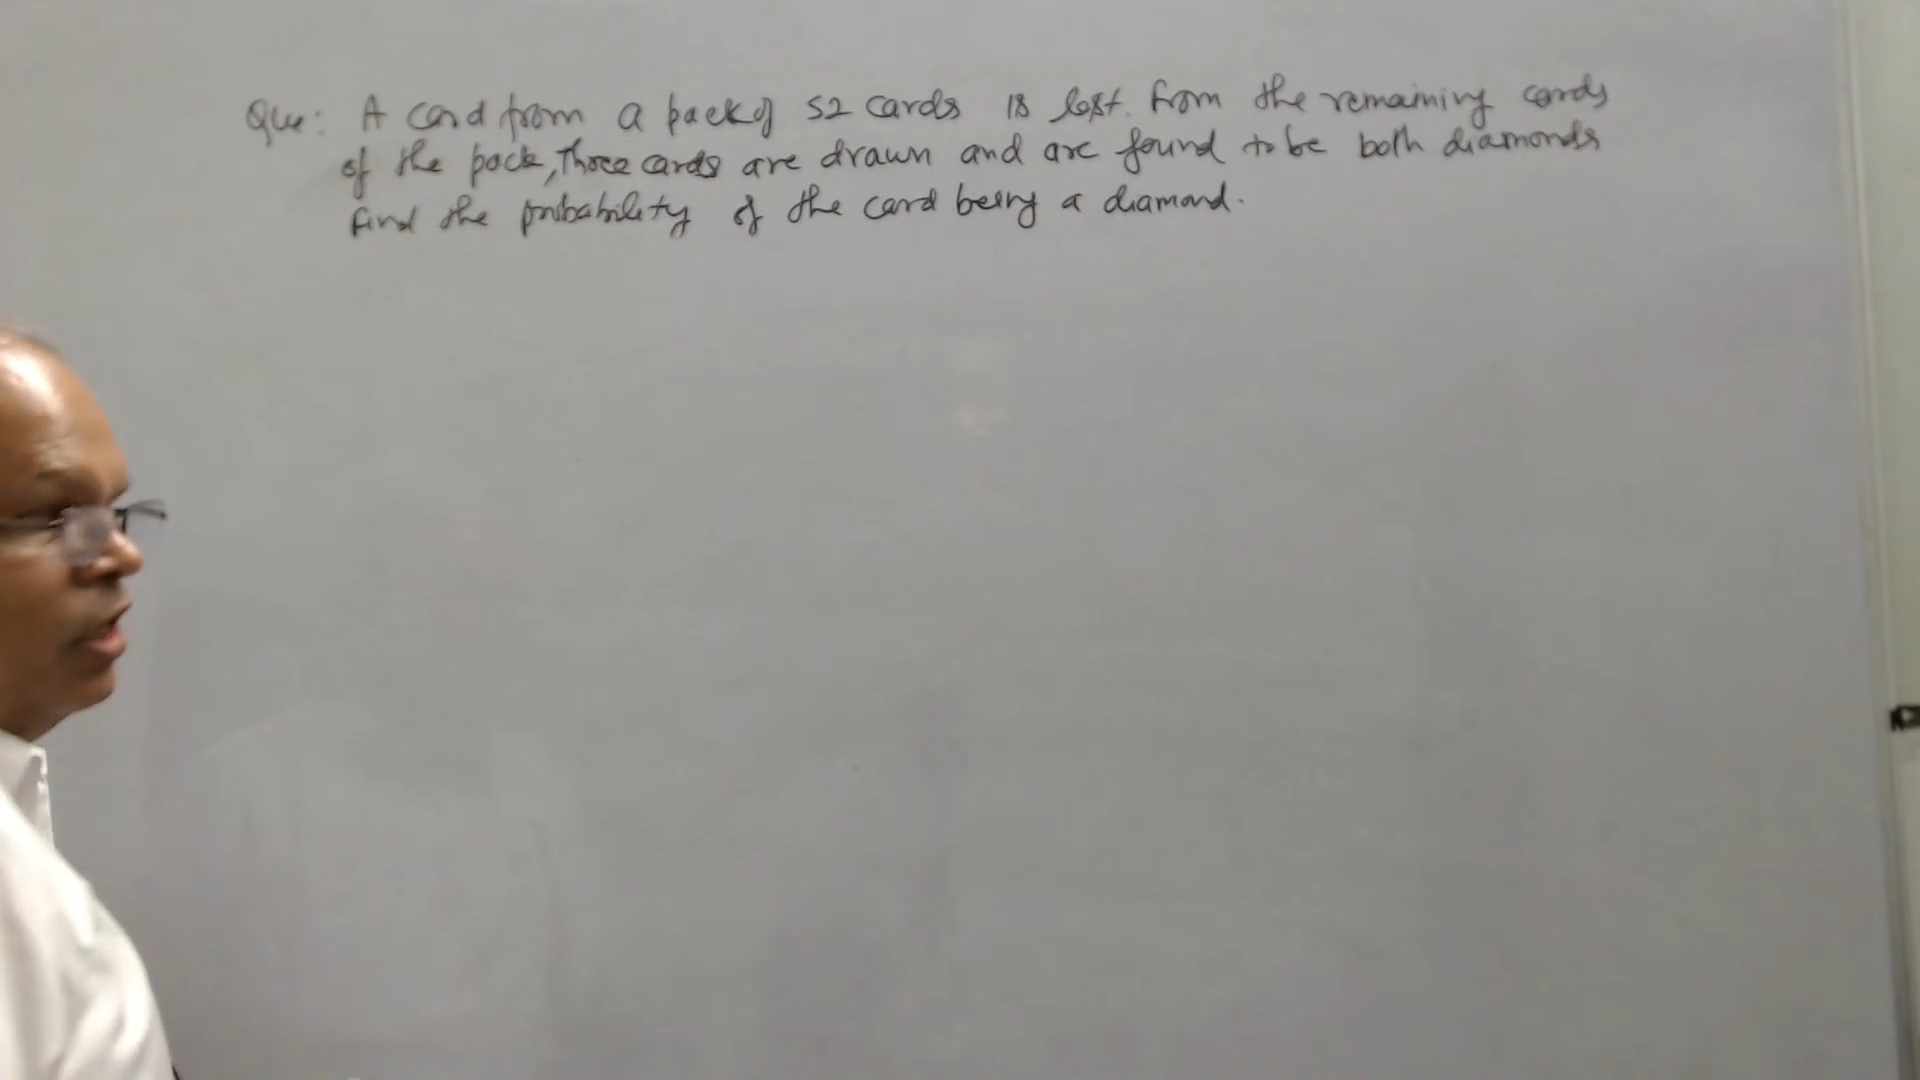 Que: A card from a pack of 52 cards is lost. From the remaining cards
of the pack, Three cards are drawn and are found to be both diamonds
find the probability of the card being a diamond.